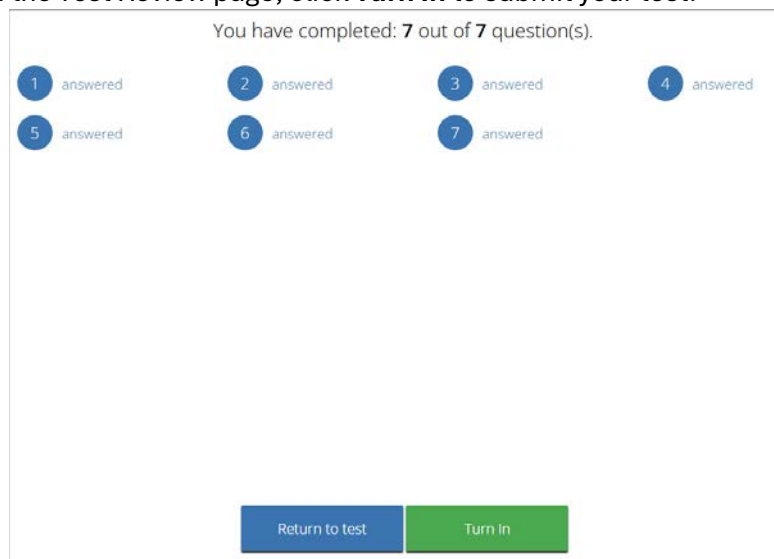 the Test Review page, click Turn In to submit your test.
You have completed: 7 out of 7 question(s).
1 answered 2 answered 3 answered 4 answered
5 answered 6 answered 7 answered
Return to test Turn In